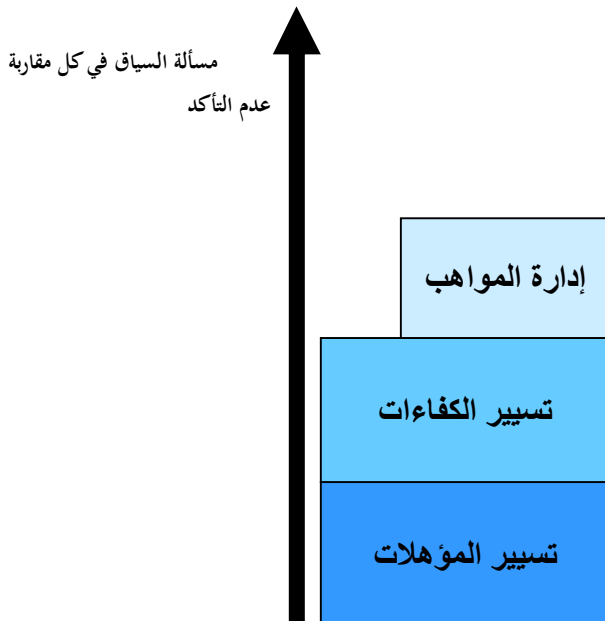 مسألة السياق في كل مقاربة
عدم التأكد
إدارة المواهب
تسيير الكفاءات
تسيير المؤهلات